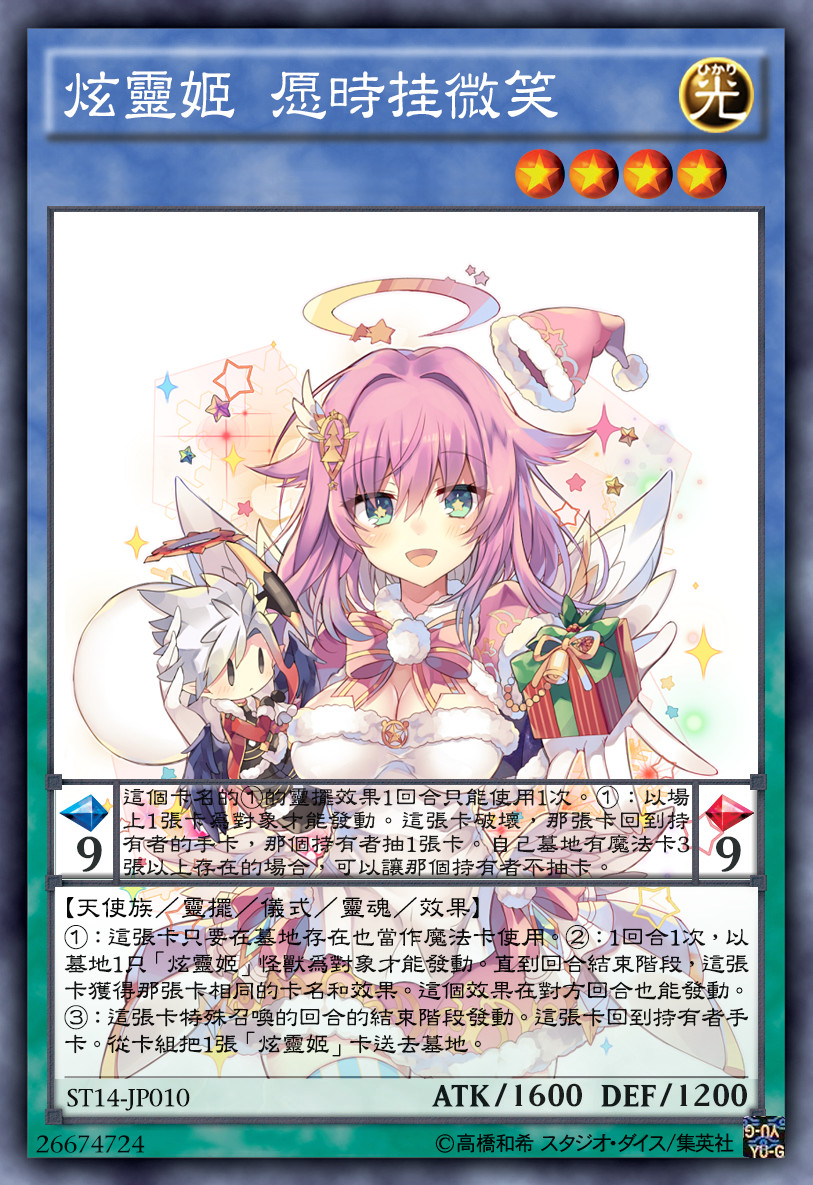 炫靈姬 愿時挂微笑
ひかり
光
9
這個卡名的①的靈擺效果1回合只能使用1次。①：以場
上1張卡為對象才能發動。這張卡破壞，那張卡回到持
有者的手卡，那個持有者抽1張卡。自己墓地有魔法卡3
張以上存在的場合，可以讓那個持有者不抽卡。
9
【天使族／靈擺／儀式／靈魂／效果】
①：這張卡只要在墓地存在也當作魔法卡使用。②：1回合1次，以
墓地1只「炫靈姬」怪獸為對象才能發動。直到回合結束階段，這張
卡獲得那張卡相同的卡名和效果。這個效果在對方回合也能發動。
③：這張卡特殊召喚的回合的結束階段發動。這張卡回到持有者手
卡。從卡組把1張「炫靈姬」卡送去墓地。
ST14-JP010
ATK/1600 DEF/1200
26674724
©高橋和希 スタジオ・ダイス/集英社
YU-G